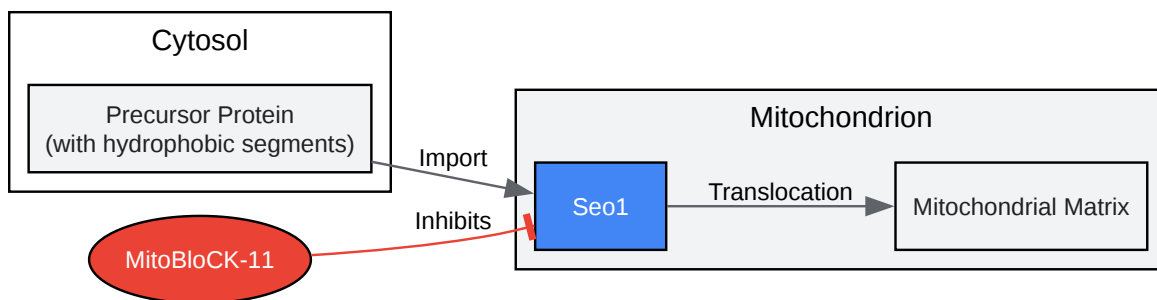 Cytosol
Precursor Protein
(with hydrophobic segments)
Mitochondrion
Import
Seo1
Translocation
Mitochondrial Matrix
Inhibits
MitoBloCK-11